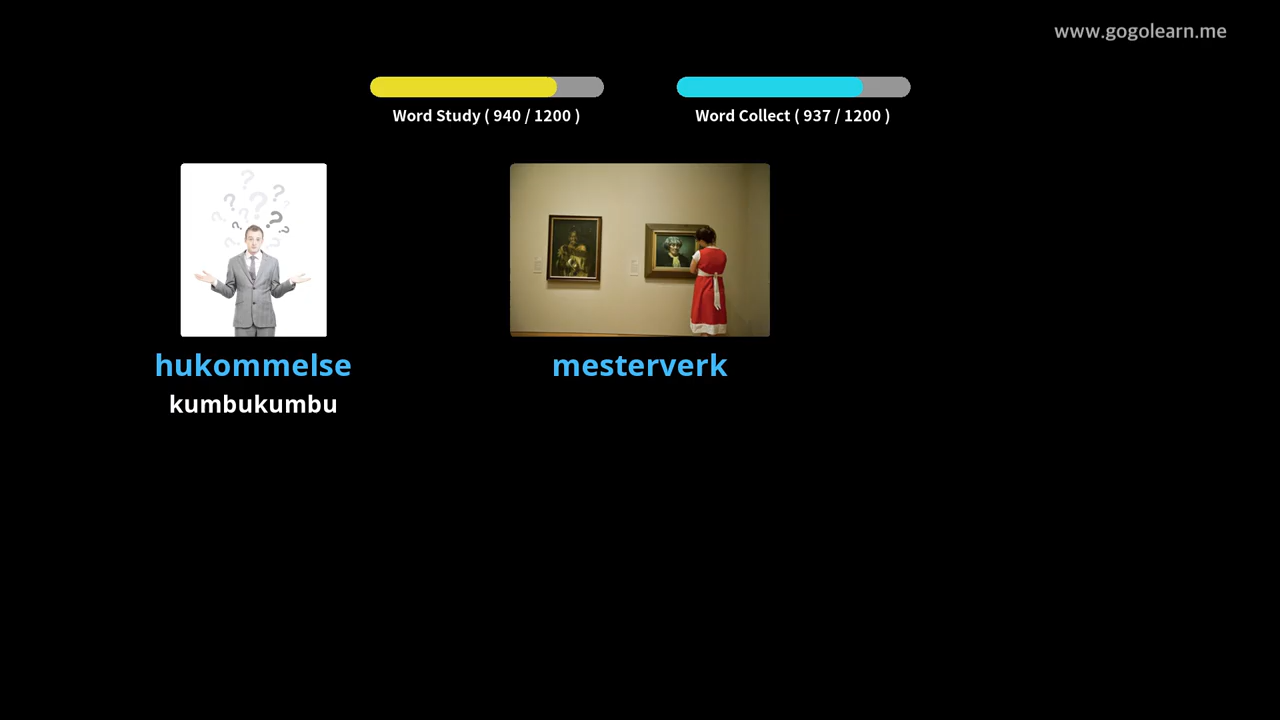 www.gogolearn.me
Word Study ( 940 / 1200 )
Word Collect ( 937 / 1200 )
hukommelse
kumbukumbu
mesterverk